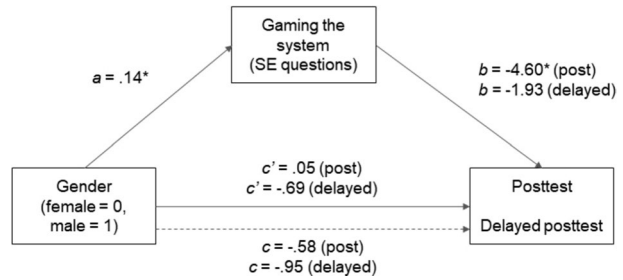 Gaming the
system
(SE questions)
a = .14*
b = -4.60* (post)
b = -1.93 (delayed)
Gender
(female = 0,
male = 1)
c' = .05 (post)
c' = -.69 (delayed)
c = -.58 (post)
c = -.95 (delayed)
Posttest
Delayed posttest